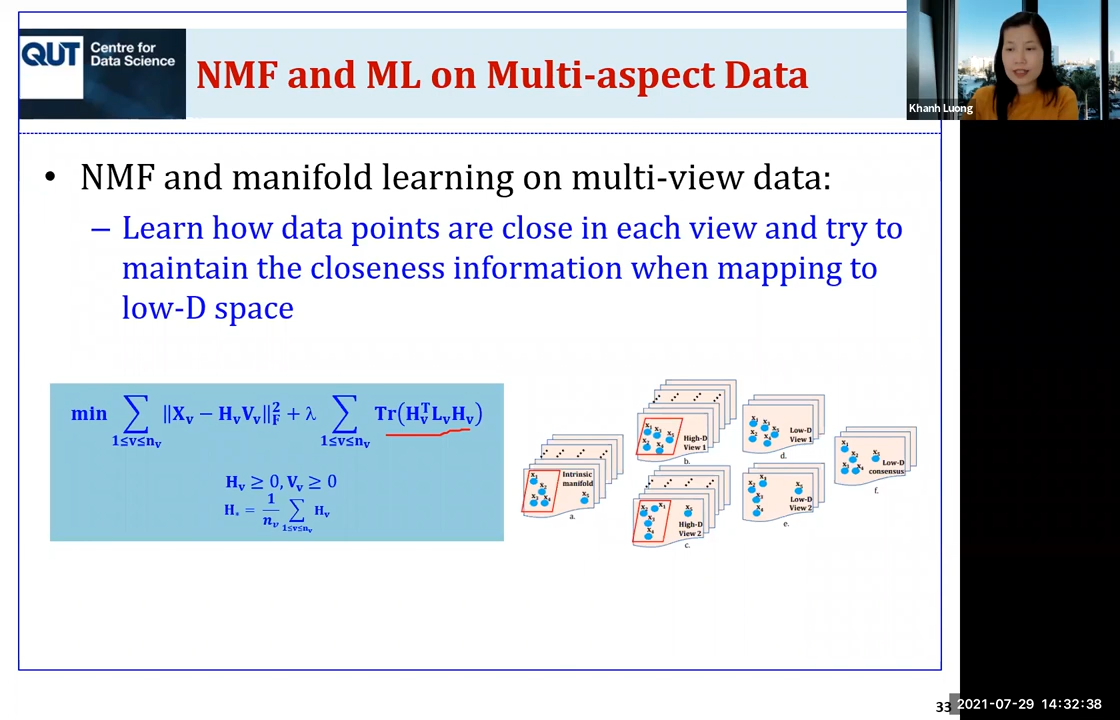 QUT
Centre for
Data Science
NMF and ML on Multi-aspect Data
Khanh Luong
• NMF and manifold learning on multi-view data:
– Learn how data points are close in each view and try to
maintain the closeness information when mapping to
low-D space
min ∑_{1≤v≤n_v} ‖X_v − H_vV_v‖²_F + λ ∑_{1≤v≤n_v} Tr(H_v^T L_v H_v)
H_v ≥ 0, V_v ≥ 0
H_* = 1/n_v ∑_{1≤v≤n_v} H_v
Intrinsic
manifold
a.
High-D
View 1
b.
High-D
View 2
c.
Low-D
View 1
d.
Low-D
View 2
e.
Low-D
consensus
f.
33
2021-07-29 14:32:38